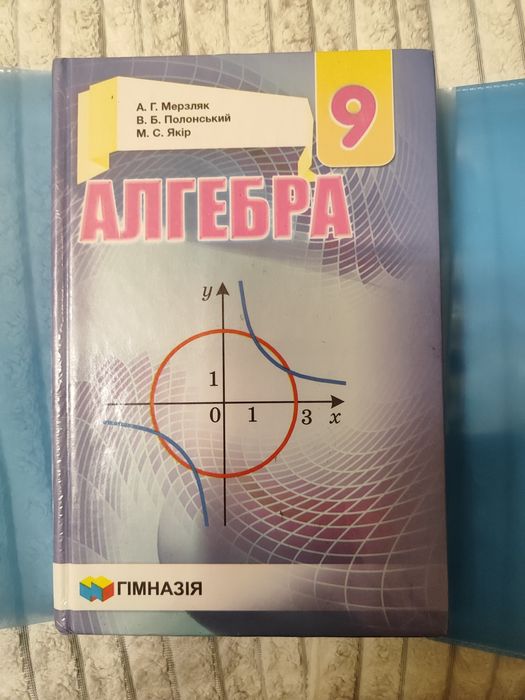 А. Г. Мерзляк
В. Б. Полонський
М. С. Якір
9
АЛГЕБРА
y
1
0 1 3 x
ГІМНАЗІЯ